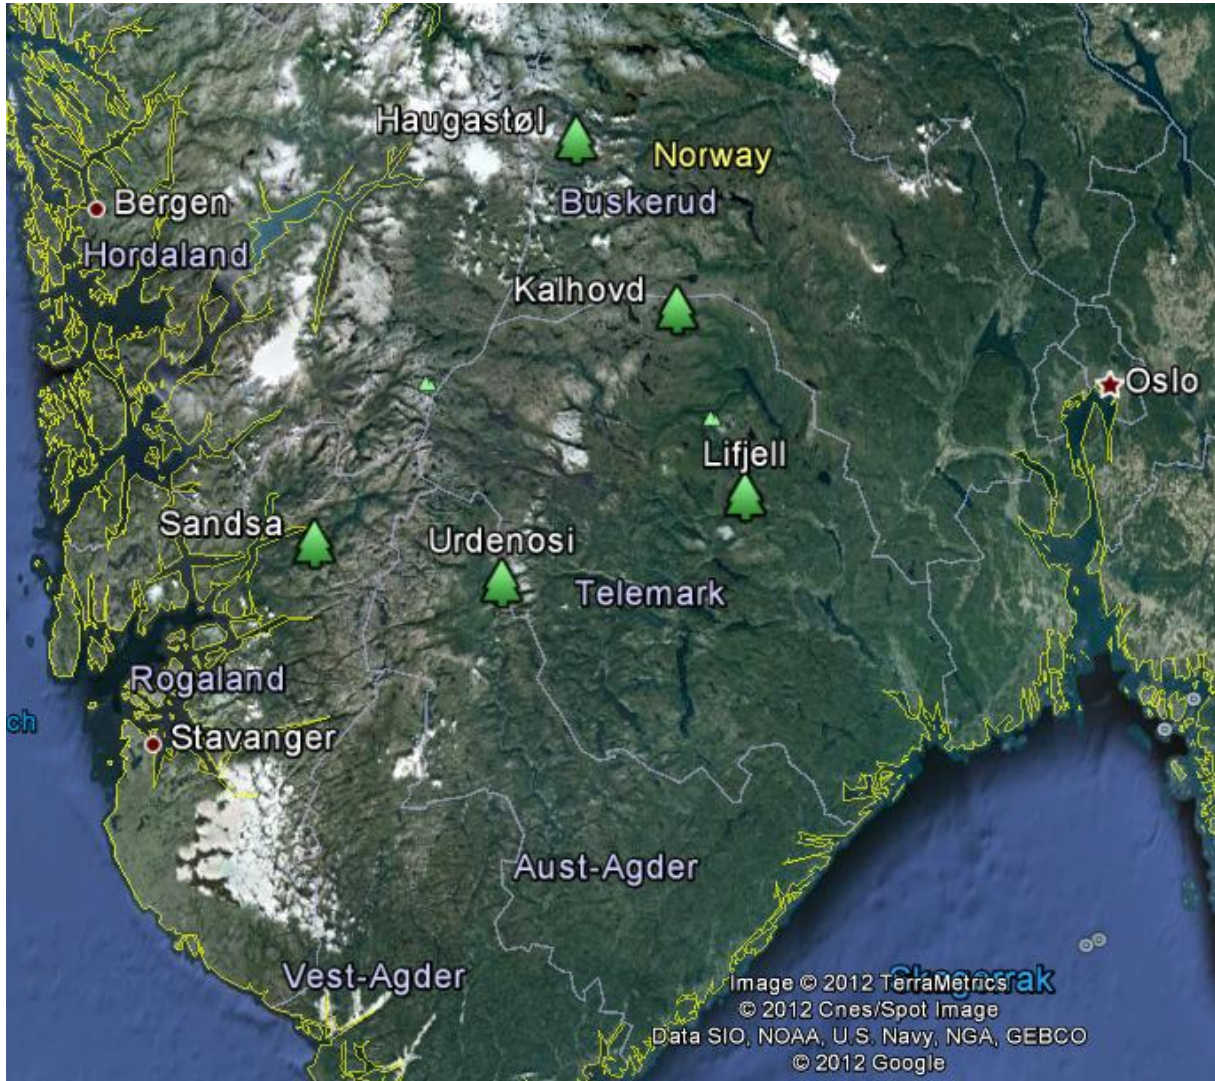 Haugastøl
Norway
Bergen
Buskerud
Hordaland
Kalhovd
Oslo
Lifjell
Sandsa
Urdenosi
Telemark
Rogaland
ch
Stavanger
Aust-Agder
Vest-Agder
Skagerrak
Image © 2012 TerraMetrics
© 2012 Cnes/Spot Image
Data SIO, NOAA, U.S. Navy, NGA, GEBCO
© 2012 Google